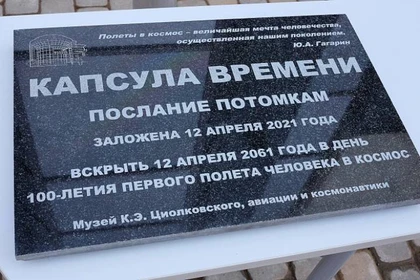 Полеты в космос – величайшая мечта человечества,
осуществленная нашим поколением.
Ю.А. Гагарин
КАПСУЛА ВРЕМЕНИ
ПОСЛАНИЕ ПОТОМКАМ
ЗАЛОЖЕНА 12 АПРЕЛЯ 2021 ГОДА
ВСКРЫТЬ 12 АПРЕЛЯ 2061 ГОДА В ДЕНЬ
100-ЛЕТИЯ ПЕРВОГО ПОЛЕТА ЧЕЛОВЕКА В КОСМОС
Музей К.Э. Циолковского, авиации и космонавтики